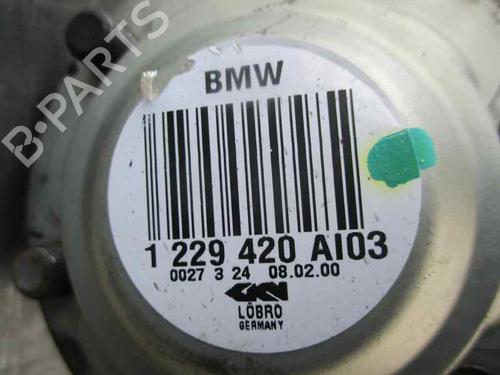 B-PARTS
BMW
1 229 420 AI03
0027 3 24 08.02.00
GKN
LÖBRO
GERMANY